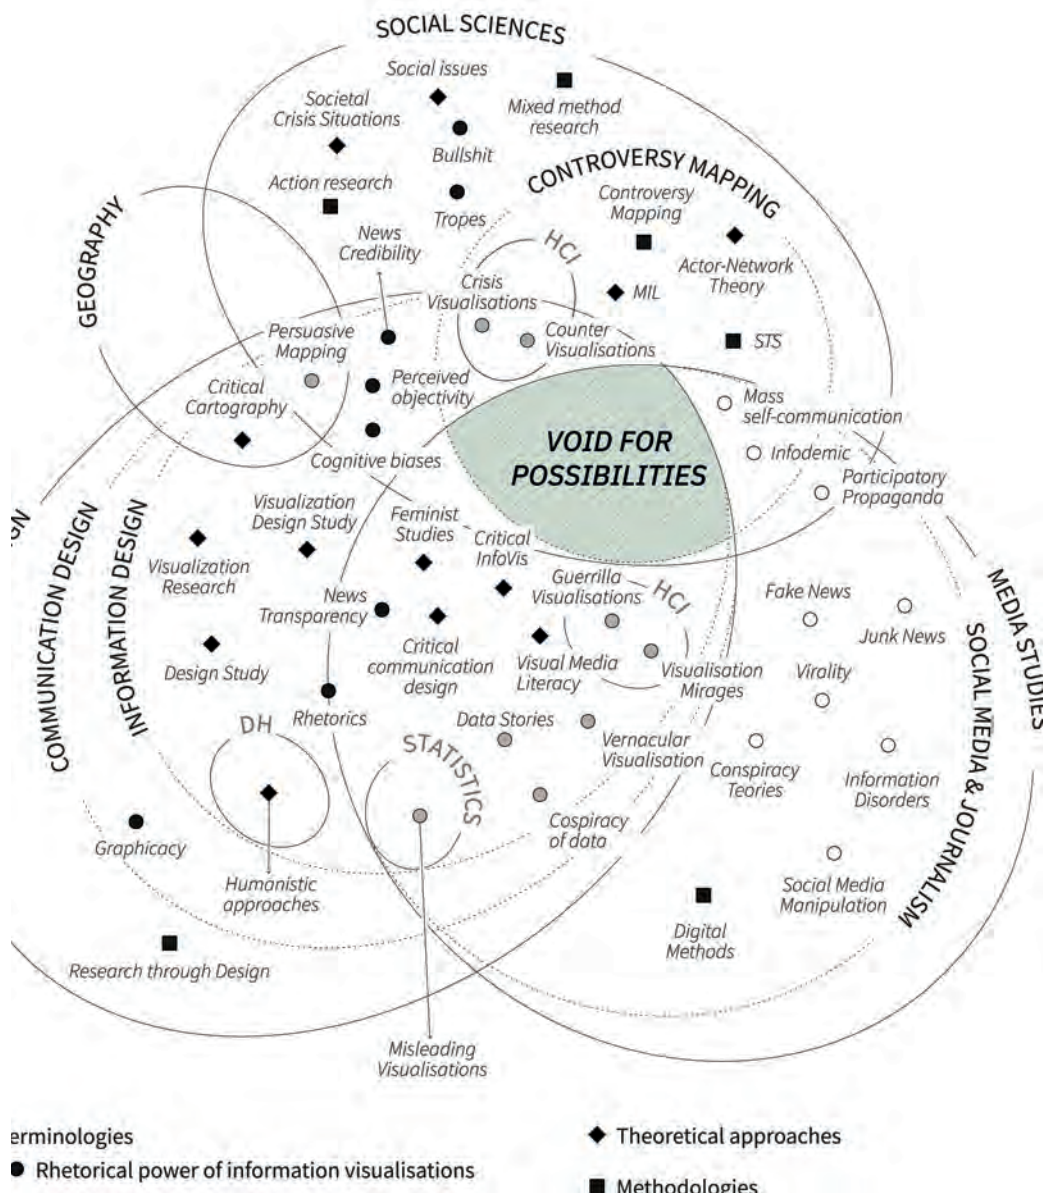 SOCIAL SCIENCES
Social issues
Societal
Crisis Situations
Mixed method
research
Bullshit
CONTROVERSY MAPPING
Action research
Controversy
Mapping
Tropes
GEOGRAPHY
News
Credibility
HCI
Actor-Network
Theory
Crisis
Visualisations
MIL
Persuasive
Mapping
Counter
Visualisations
STS
Perceived
objectivity
Critical
Cartography
Mass
self-communication
VOID FOR
POSSIBILITIES
Cognitive biases
Infodemic
Participatory
Propaganda
Visualization
Design Study
Feminist
Studies
Critical
InfoVis
GN
COMMUNICATION DESIGN
INFORMATION DESIGN
Visualization
Research
Guerrilla
Visualisations
HCI
Fake News
Junk News
MEDIA STUDIES
SOCIAL MEDIA & JOURNALISM
News
Transparency
Critical
communication
design
Visual Media
Literacy
Visualisation
Mirages
Design Study
Virality
Rhetorics
Data Stories
DH
STATISTICS
Vernacular
Visualisation
Conspiracy
Teories
Information
Disorders
Graphicacy
Cospiracy
of data
Humanistic
approaches
Social Media
Manipulation
Digital
Methods
Research through Design
Misleading
Visualisations
erminologies
Theoretical approaches
Rhetorical power of information visualisations
Methodologies